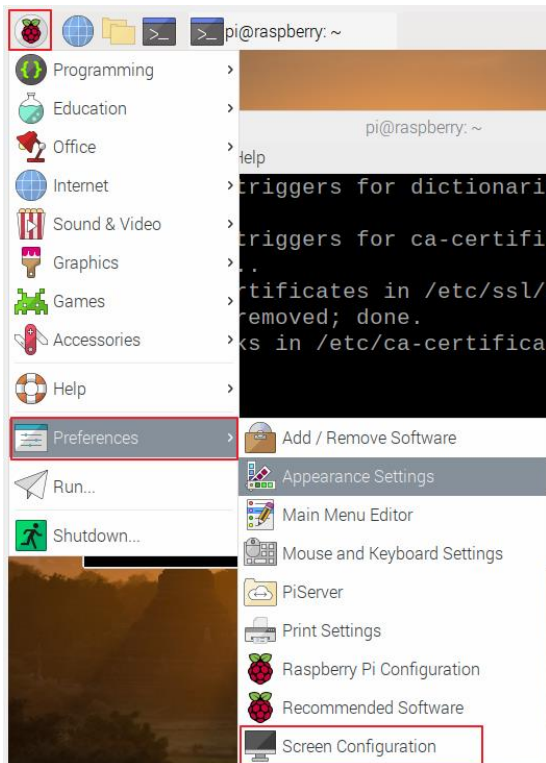 pi@raspberry: ~
Programming
Education
Office
Internet
Sound & Video
Graphics
Games
Accessories
Help
Preferences
Run...
Shutdown...
pi@raspberry: ~
Help
triggers for dictionari
triggers for ca-certifi
..
rtificates in /etc/ssl/
removed; done.
ks in /etc/ca-certifica
Add / Remove Software
Appearance Settings
Main Menu Editor
Mouse and Keyboard Settings
PiServer
Print Settings
Raspberry Pi Configuration
Recommended Software
Screen Configuration